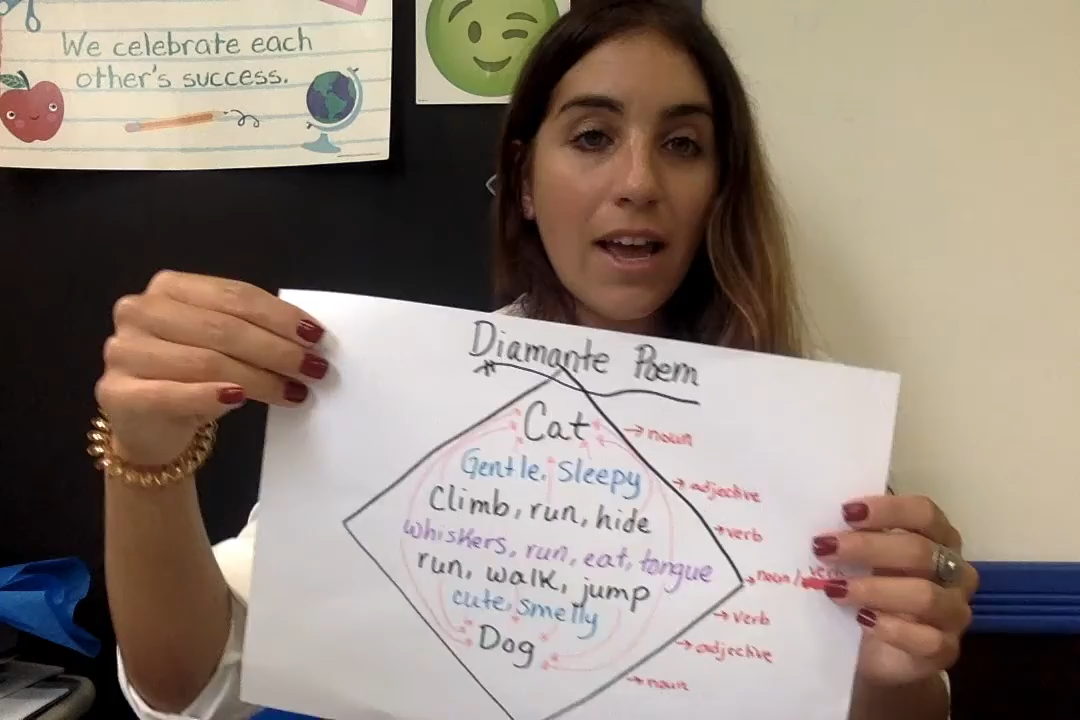 We celebrate each
other's success.
Diamante Poem
Cat → noun
Gentle, Sleepy → adjective
Climb, run, hide → verb
whiskers, run, eat, tongue → noun / verb
run, walk, jump → verb
cute, smelly → adjective
Dog → noun